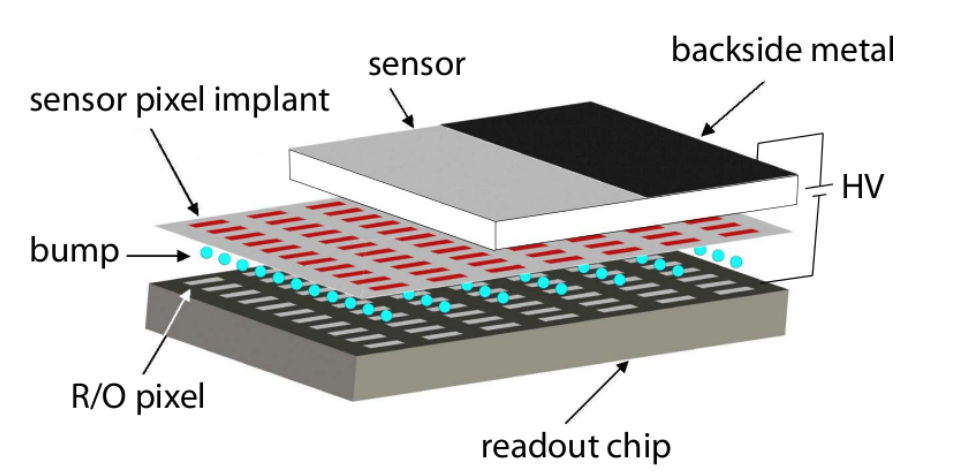 backside metal
sensor
sensor pixel implant
HV
bump
R/O pixel
readout chip